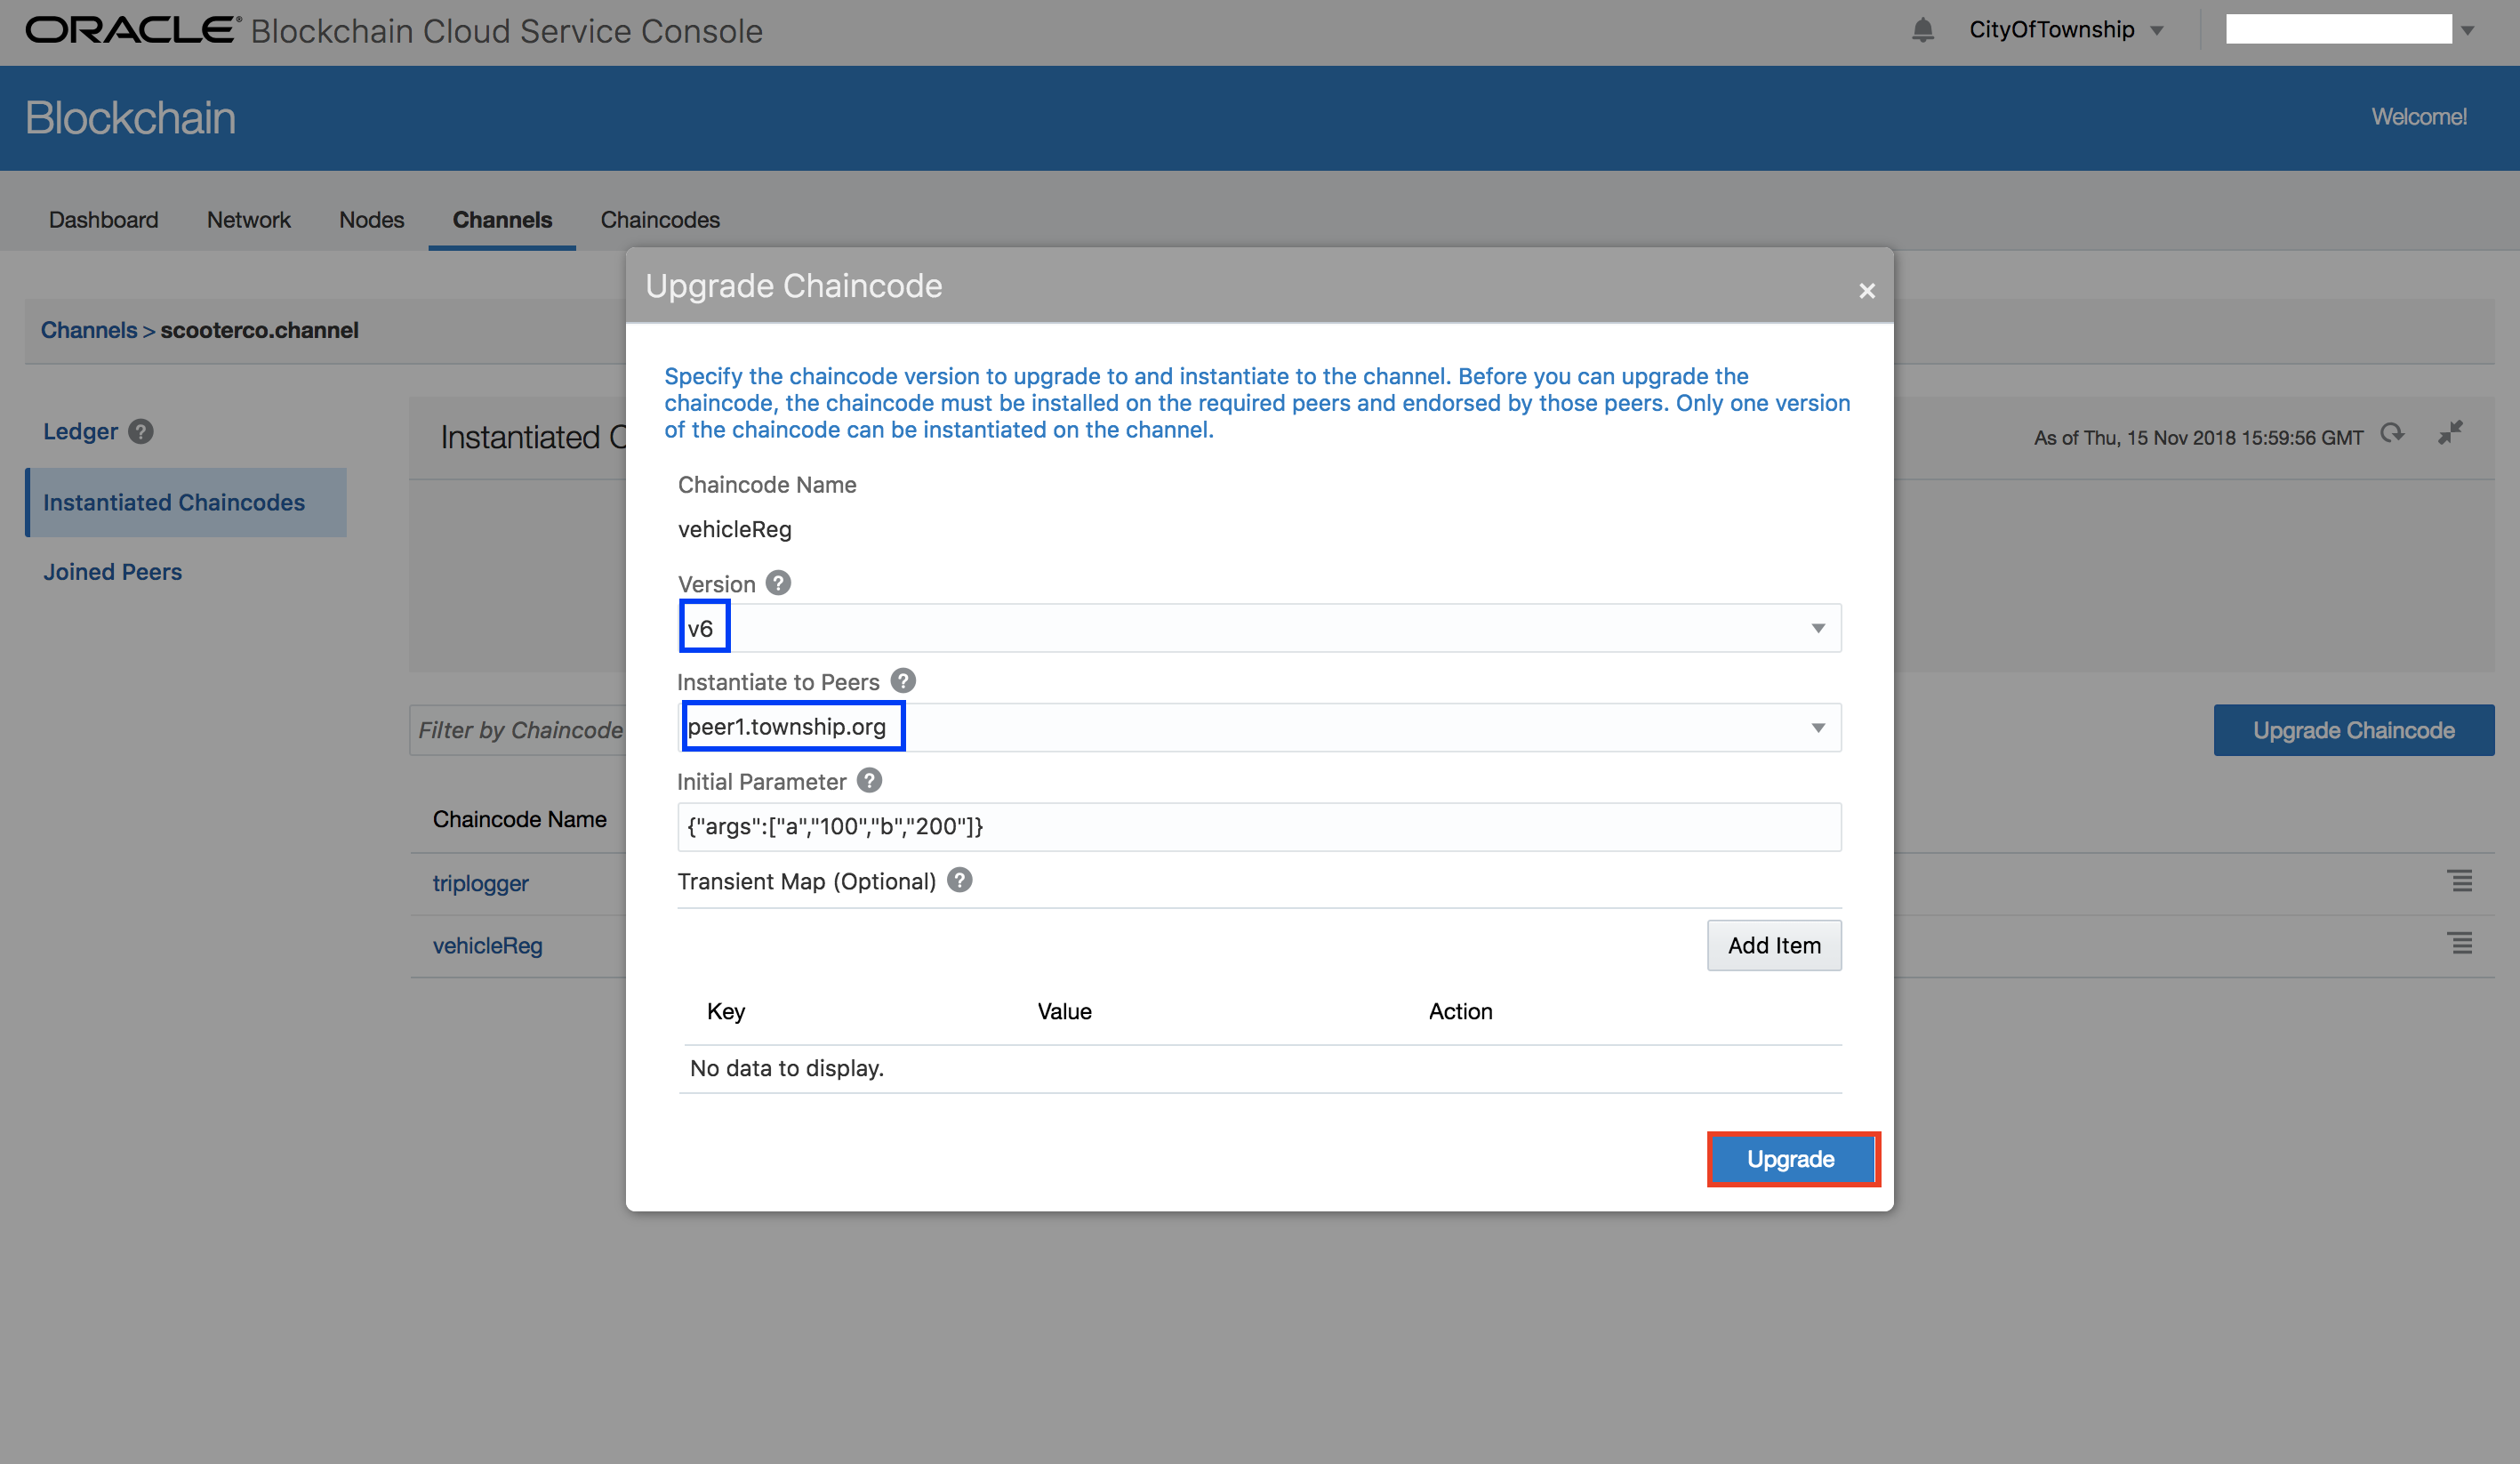 ORACLE® Blockchain Cloud Service Console
CityOfTownship
Blockchain
Welcome!
Dashboard Network Nodes Channels Chaincodes
Upgrade Chaincode
×
Channels > scooterco.channel
Specify the chaincode version to upgrade to and instantiate to the channel. Before you can upgrade the
chaincode, the chaincode must be installed on the required peers and endorsed by those peers. Only one version
of the chaincode can be instantiated on the channel.
Ledger ?
Instantiated C
As of Thu, 15 Nov 2018 15:59:56 GMT
Instantiated Chaincodes
Joined Peers
Chaincode Name
vehicleReg
Version ?
v6
Instantiate to Peers ?
peer1.township.org
Filter by Chaincode
Upgrade Chaincode
Initial Parameter ?
{"args":["a","100","b","200"]}
Chaincode Name
triplogger
vehicleReg
Transient Map (Optional) ?
Add Item
Key Value Action
No data to display.
Upgrade